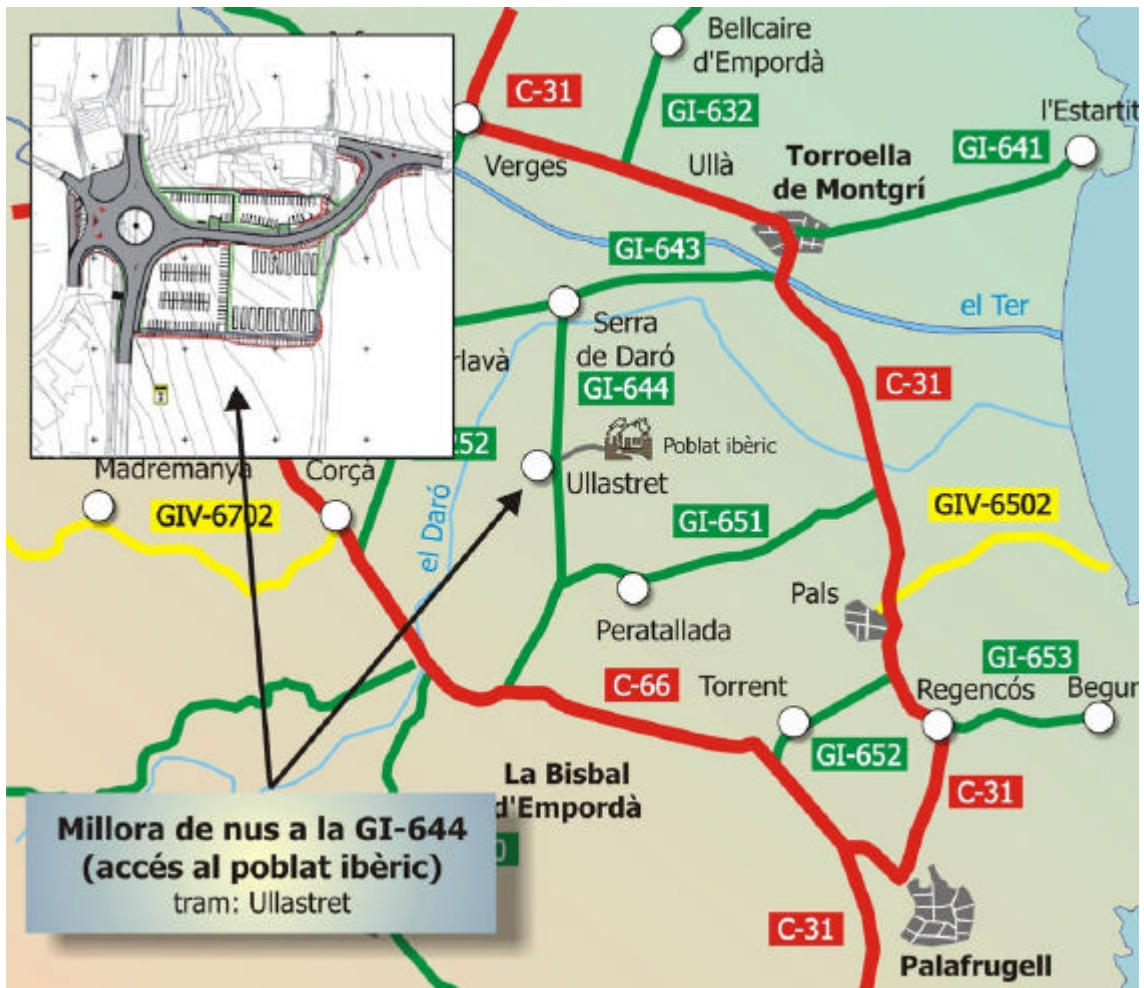 Bellcaire
d'Empordà
C-31
GI-632
l'Estartit
GI-641
Verges
Ullà
Torroella
de Montgrí
GI-643
el Ter
Serra
de Daró
rlavà
GI-644
C-31
252
Poblat ibèric
Madremanya
Corçà
Ullastret
GIV-6702
GI-651
GIV-6502
el Daró
Pals
Peratallada
GI-653
C-66
Torrent
Regencós
Begur
GI-652
La Bisbal
d'Empordà
C-31
Millora de nus a la GI-644
(accés al poblat ibèric)
tram: Ullastret
0
C-31
Palafrugell